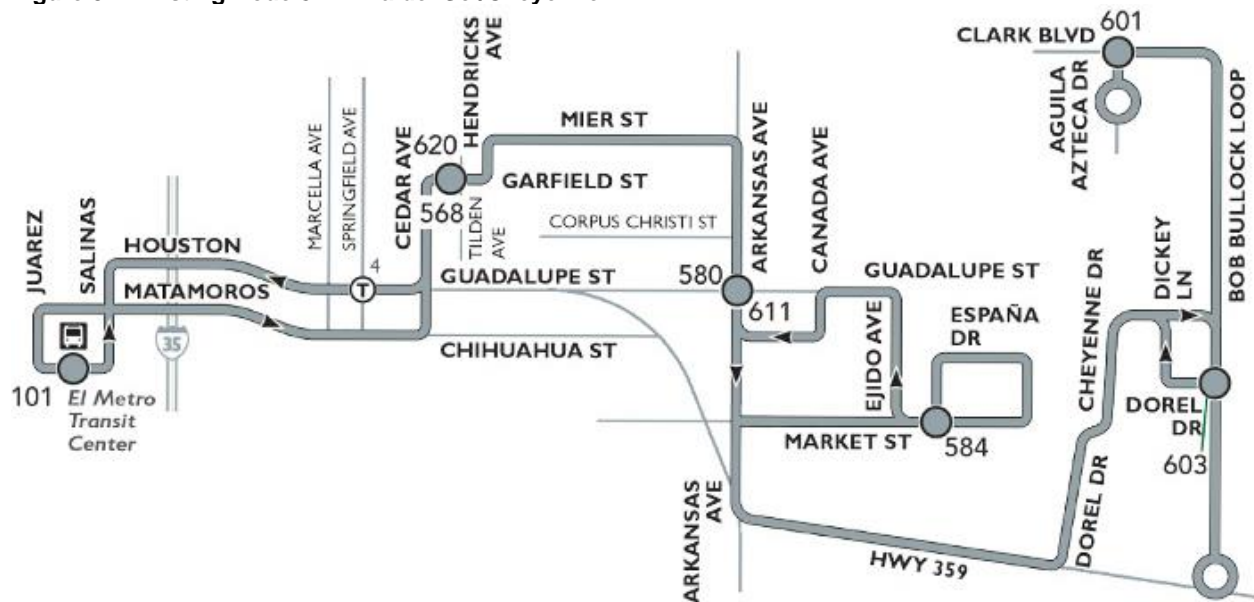 HENDRICKS AVE
CLARK BLVD
601
AGUILA AZTECA DR
BOB BULLOCK LOOP
MARCELLA AVE
SPRINGFIELD AVE
CEDAR AVE
620
MIER ST
ARKANSAS AVE
CANADA AVE
GARFIELD ST
568
TILDEN AVE
CORPUS CHRISTI ST
JUAREZ
SALINAS
HOUSTON
4
T
GUADALUPE ST
580
611
GUADALUPE ST
MATAMOROS
35
CHIHUAHUA ST
EJIDO AVE
ESPAÑA DR
CHEYENNE DR
DICKEY LN
101
El Metro
Transit
Center
MARKET ST
584
DOREL DR
603
ARKANSAS AVE
DOREL DR
HWY 359